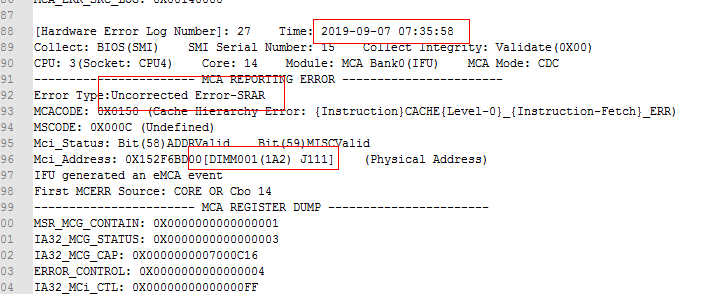 MCA_ERR_SRC_LOG: 0X00140000
87
88 [Hardware Error Log Number]: 27 Time: 2019-09-07 07:35:58
89 Collect: BIOS(SMI) SMI Serial Number: 15 Collect Integrity: Validate(0X00)
90 CPU: 3(Socket: CPU4) Core: 14 Module: MCA Bank0(IFU) MCA Mode: CDC
91 --------------------- MCA REPORTING ERROR ---------------------
92 Error Type:Uncorrected Error-SRAR
93 MCACODE: 0X0150 (Cache Hierarchy Error: {Instruction}CACHE{Level-0}_{Instruction-Fetch}_ERR)
94 MSCODE: 0X000C (Undefined)
95 Mci_Status: Bit(58)ADDRValid Bit(59)MISCValid
96 Mci_Address: 0X152F6BD00[DIMM001(1A2) J111] (Physical Address)
97 IFU generated an eMCA event
98 First MCERR Source: CORE OR Cbo 14
99 --------------------- MCA REGISTER DUMP ---------------------
00 MSR_MCG_CONTAIN: 0X0000000000000001
01 IA32_MCG_STATUS: 0X0000000000000003
02 IA32_MCG_CAP: 0X0000000007000C16
03 ERROR_CONTROL: 0X0000000000000004
04 IA32_MCi_CTL: 0X00000000000000FF